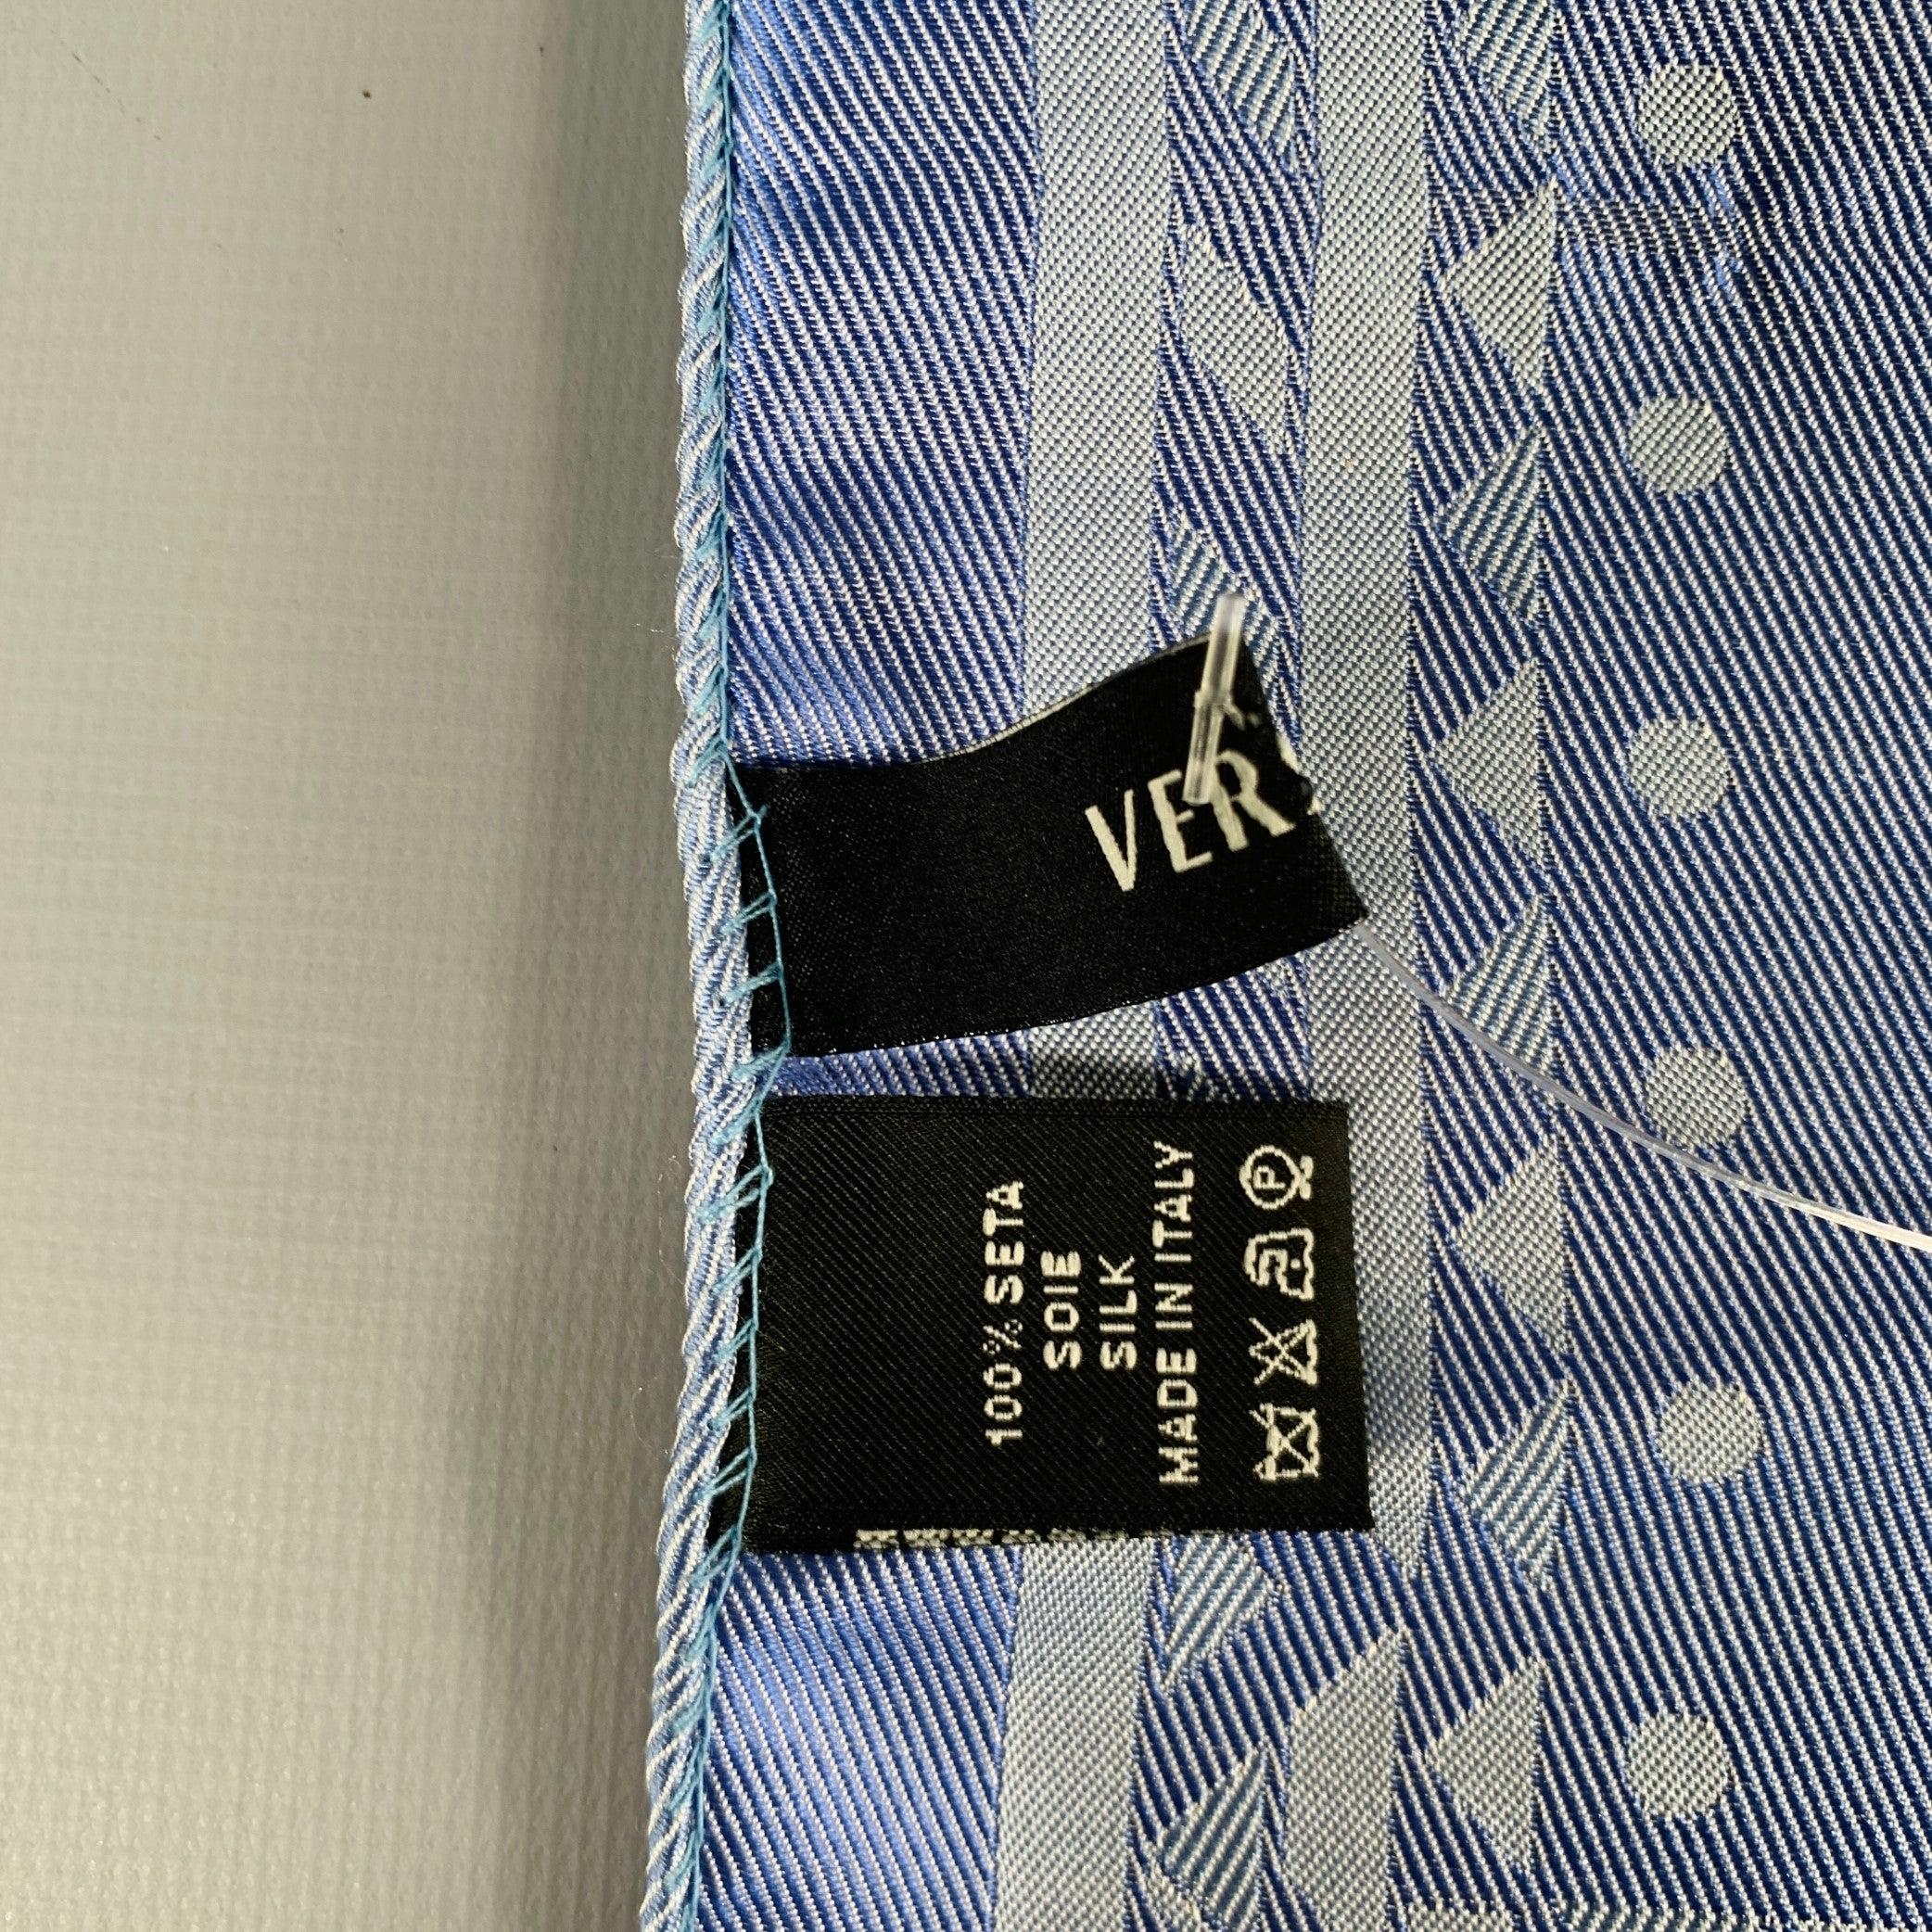 VER
100% SETA
SOIE
SILK
MADE IN ITALY
P